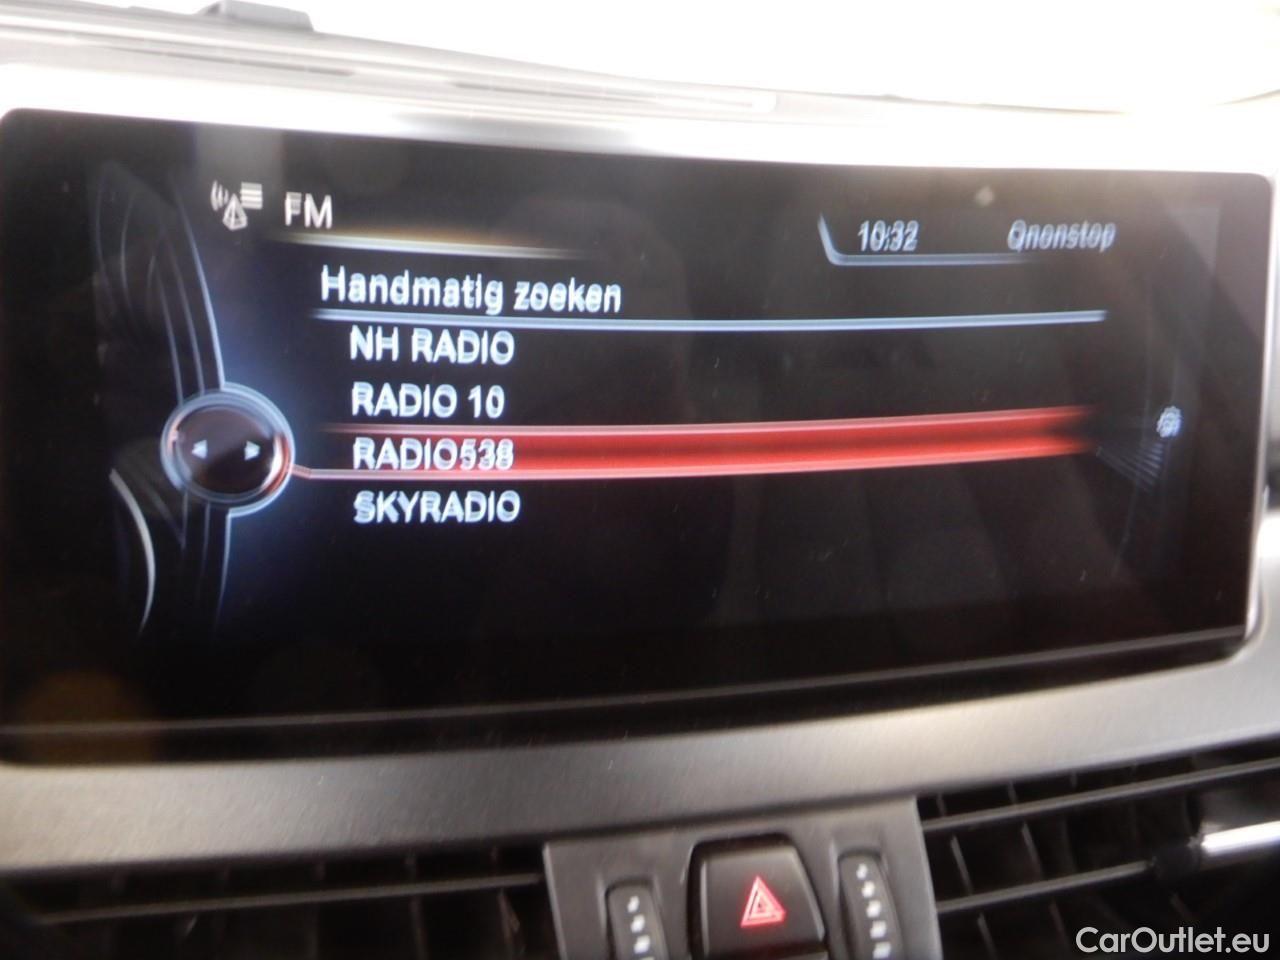 FM
10:32 Qnonstop
Handmatig zoeken
NH RADIO
RADIO 10
RADIO538
SKYRADIO
CarOutlet.eu